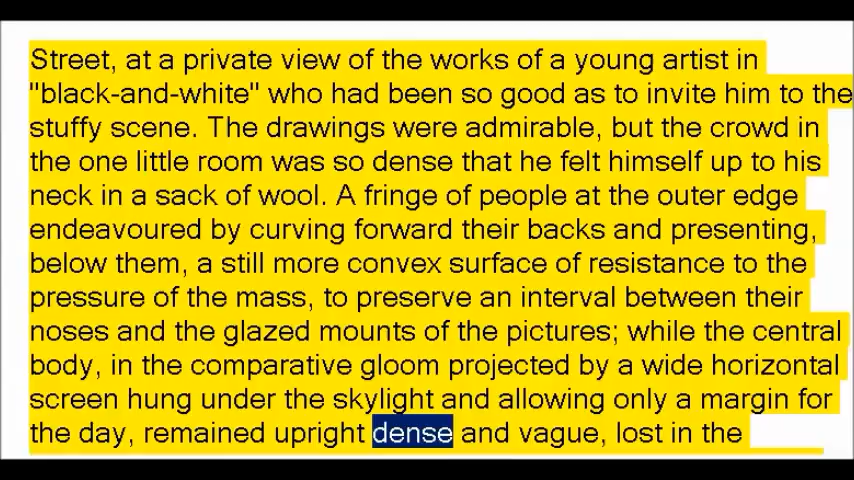 Street, at a private view of the works of a young artist in
"black-and-white" who had been so good as to invite him to the
stuffy scene. The drawings were admirable, but the crowd in
the one little room was so dense that he felt himself up to his
neck in a sack of wool. A fringe of people at the outer edge
endeavoured by curving forward their backs and presenting,
below them, a still more convex surface of resistance to the
pressure of the mass, to preserve an interval between their
noses and the glazed mounts of the pictures; while the central
body, in the comparative gloom projected by a wide horizontal
screen hung under the skylight and allowing only a margin for
the day, remained upright dense and vague, lost in the